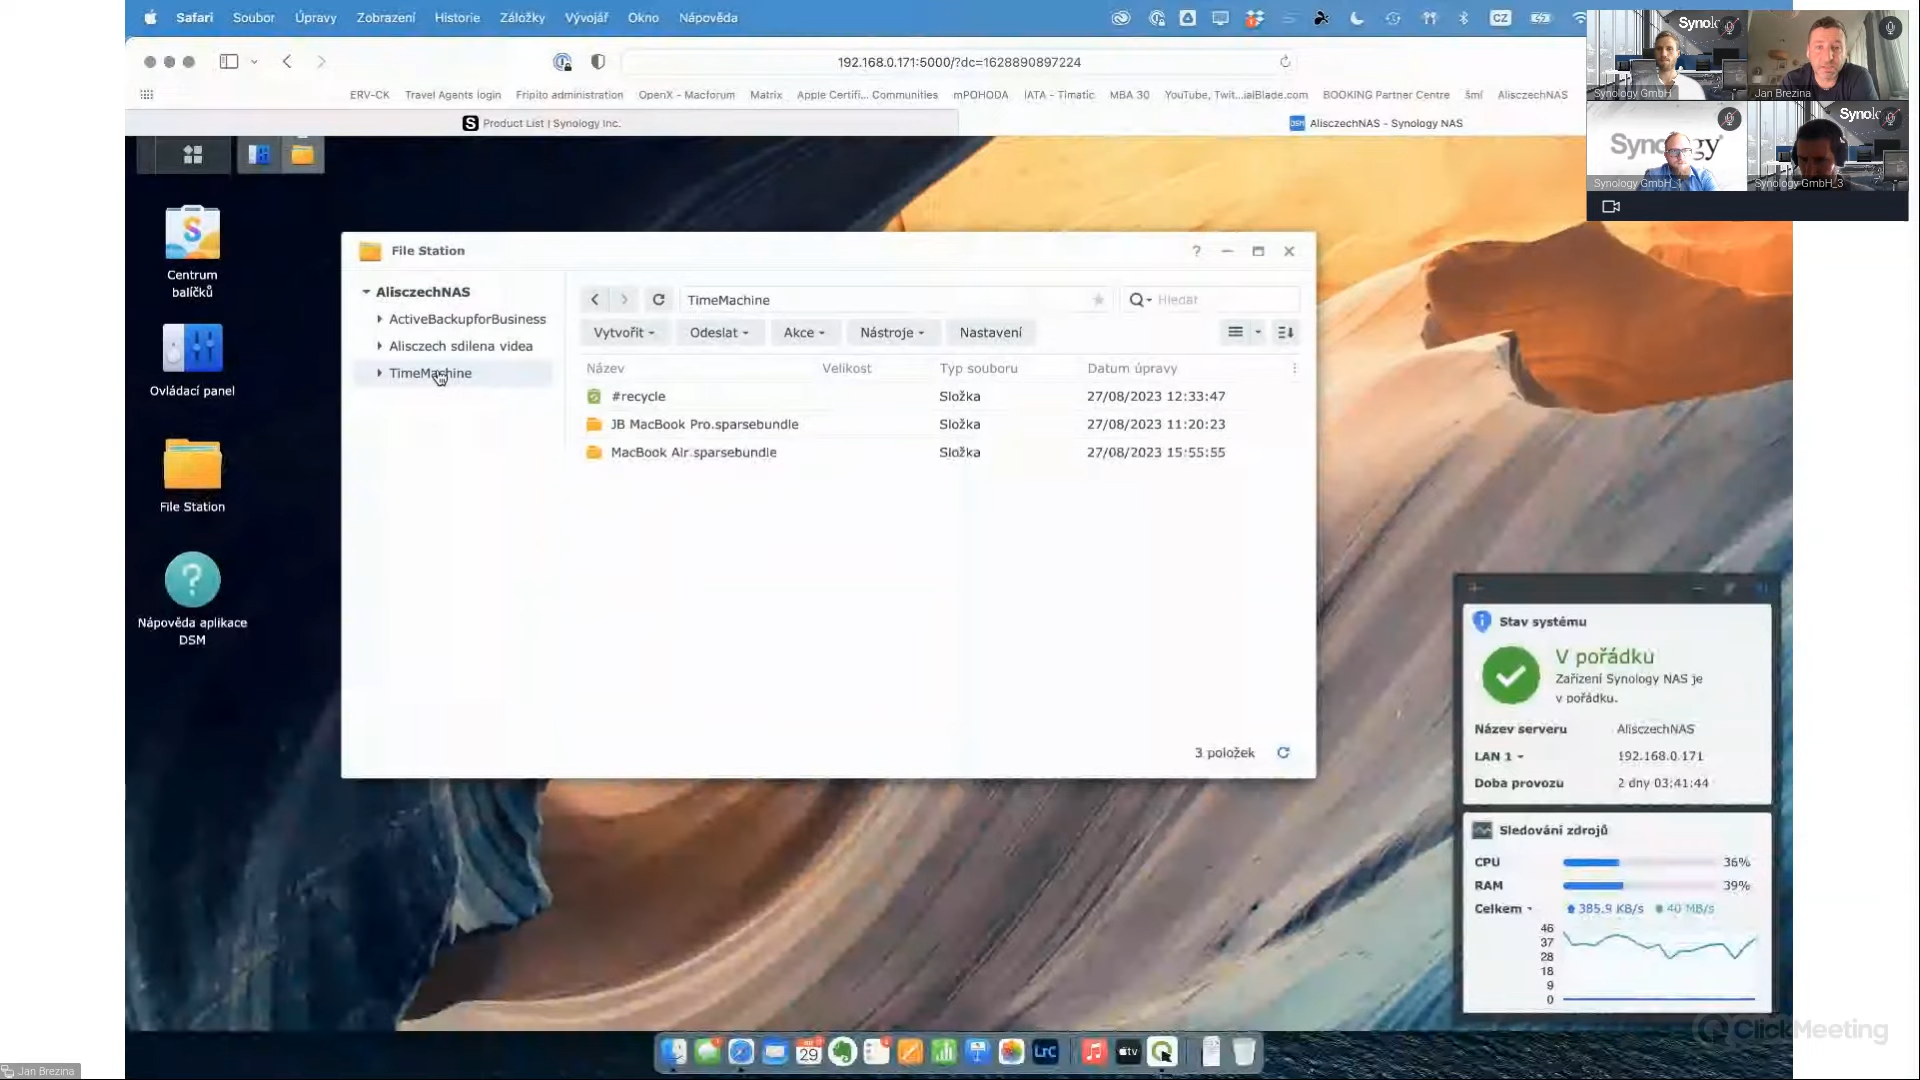 Safari Soubor Úpravy Zobrazení Historie Záložky Vývojář Okno Nápověda CZ
192.168.0.171:5000/?dc=1628890897224
ERV-CK Travel Agents login Fripito administration OpenX - Macforum Matrix Apple Certifi... Communities mPOHODA IATA - Timatic MBA 30 YouTube, Twit...ialBlade.com BOOKING Partner Centre šmí AlisczechNAS
Product List | Synology Inc.
AlisczechNAS - Synology NAS
Synology GmbH
Jan Brezina
Synology
Synology GmbH_1
Synology GmbH_3
Centrum
balíčků
Ovládací panel
File Station
Nápověda aplikace
DSM
File Station
AlisczechNAS
ActiveBackupforBusiness
Alisczech sdilena videa
TimeMachine
TimeMachine
Hledat
Vytvořit Odeslat Akce Nástroje Nastavení
Název Velikost Typ souboru Datum úpravy
#recycle Složka 27/08/2023 12:33:47
JB MacBook Pro.sparsebundle Složka 27/08/2023 11:20:23
MacBook Air.sparsebundle Složka 27/08/2023 15:55:55
3 položek
Stav systému
V pořádku
Zařízení Synology NAS je
v pořádku.
Název serveru AlisczechNAS
LAN 1 192.168.0.171
Doba provozu 2 dny 03:41:44
Sledování zdrojů
CPU 36%
RAM 39%
Celkem 385.9 KB/s 40 MB/s
46
37
28
18
9
0
29
LrC
tv
ClickMeeting
Jan Brezina